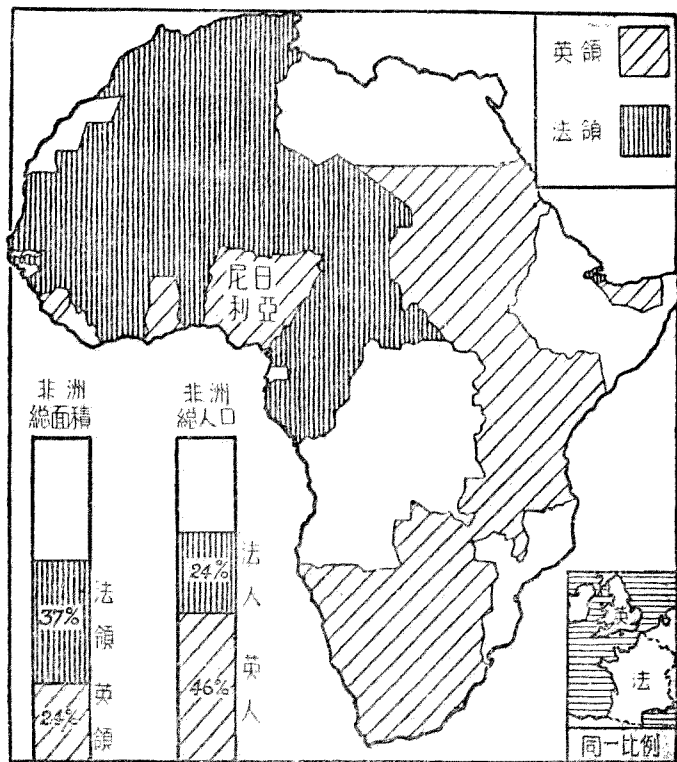 英領
法領
尼日
利亞
非洲
総面積
非洲
総人口
37%
法
領
24%
英
領
24%
法
人
46%
英
人
英
法
同一比例